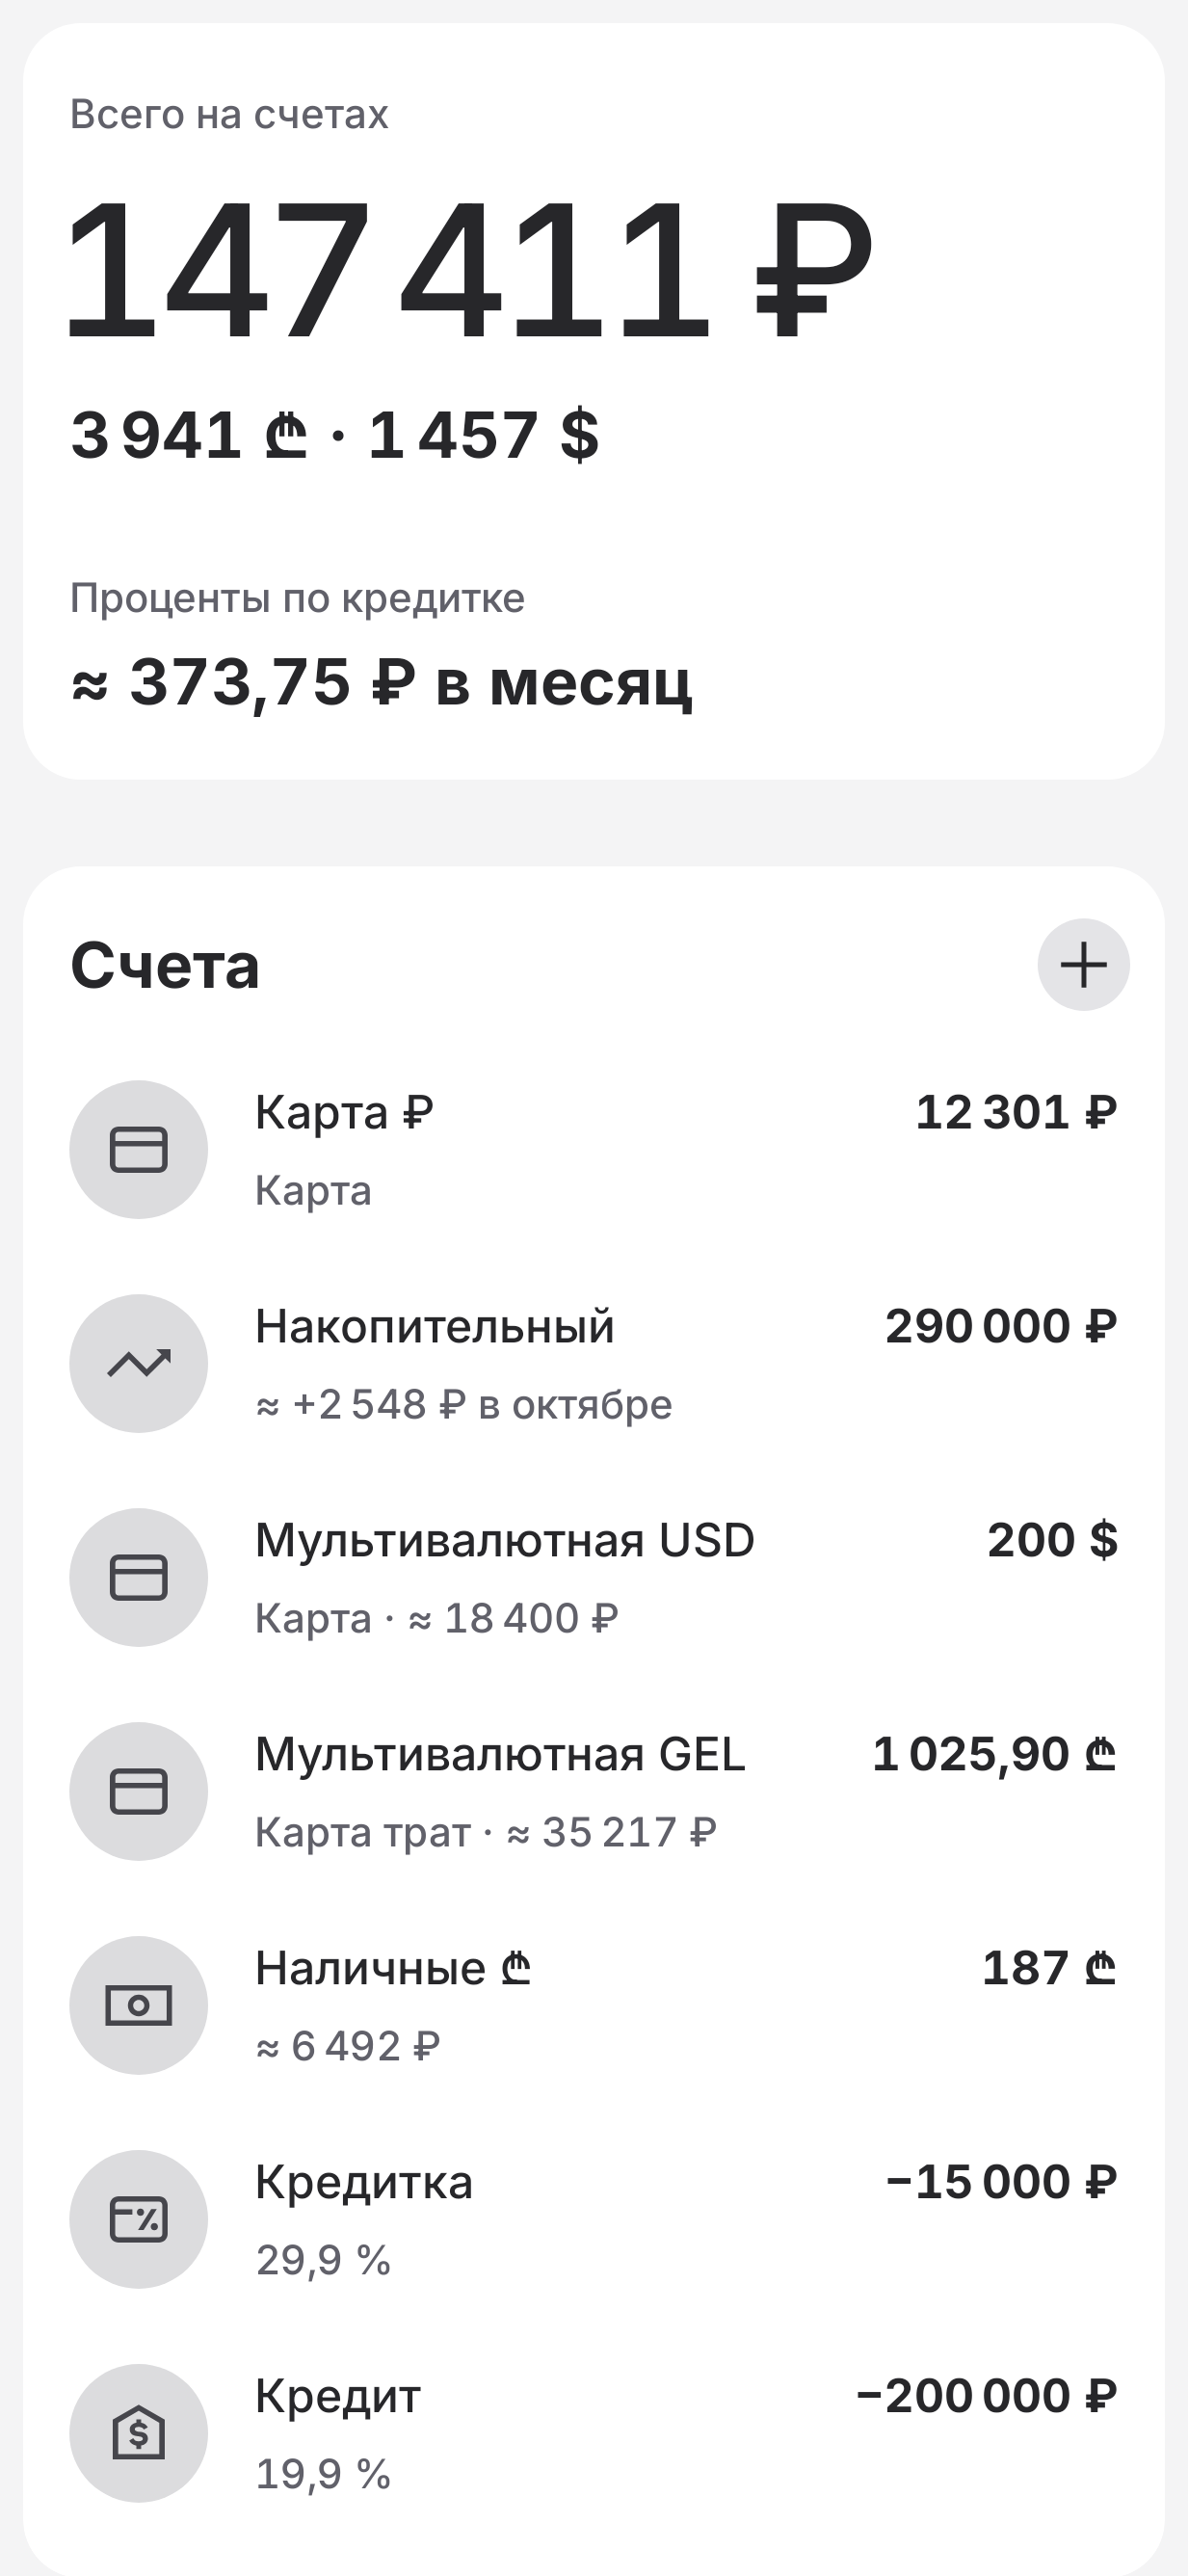 Всего на счетах
147 411 ₽
3 941 ₾ · 1 457 $
Проценты по кредитке
≈ 373,75 ₽ в месяц
Счета
Карта ₽
12 301 ₽
Карта
Накопительный
290 000 ₽
≈ +2 548 ₽ в октябре
Мультивалютная USD
200 $
Карта · ≈ 18 400 ₽
Мультивалютная GEL
1 025,90 ₾
Карта трат · ≈ 35 217 ₽
Наличные ₾
187 ₾
≈ 6 492 ₽
Кредитка
−15 000 ₽
29,9 %
Кредит
−200 000 ₽
19,9 %